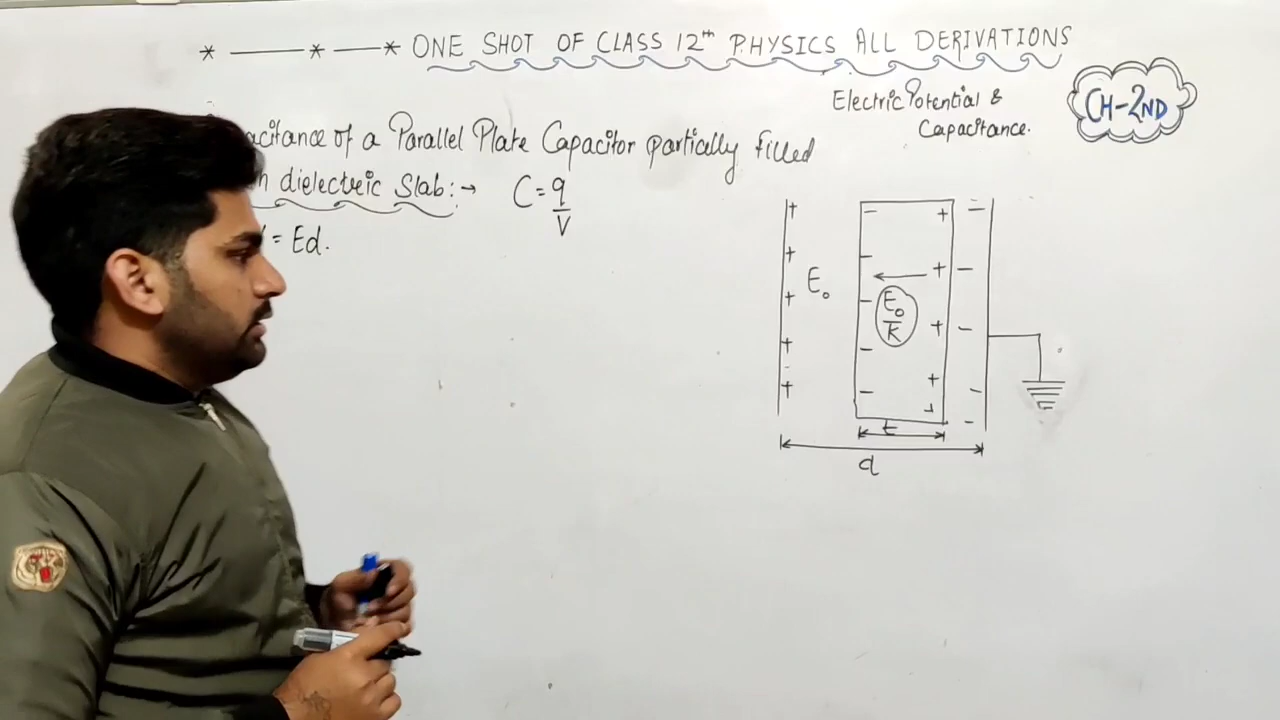 * —— * — * ONE SHOT OF CLASS 12th PHYSICS ALL DERIVATIONS
Electric Potential &
Capacitance.
CH-2ND
of a Parallel Plate Capacitor partially filled
dielectric Slab:→ C = q/V
= Ed.
E₀
E₀/K
t
d